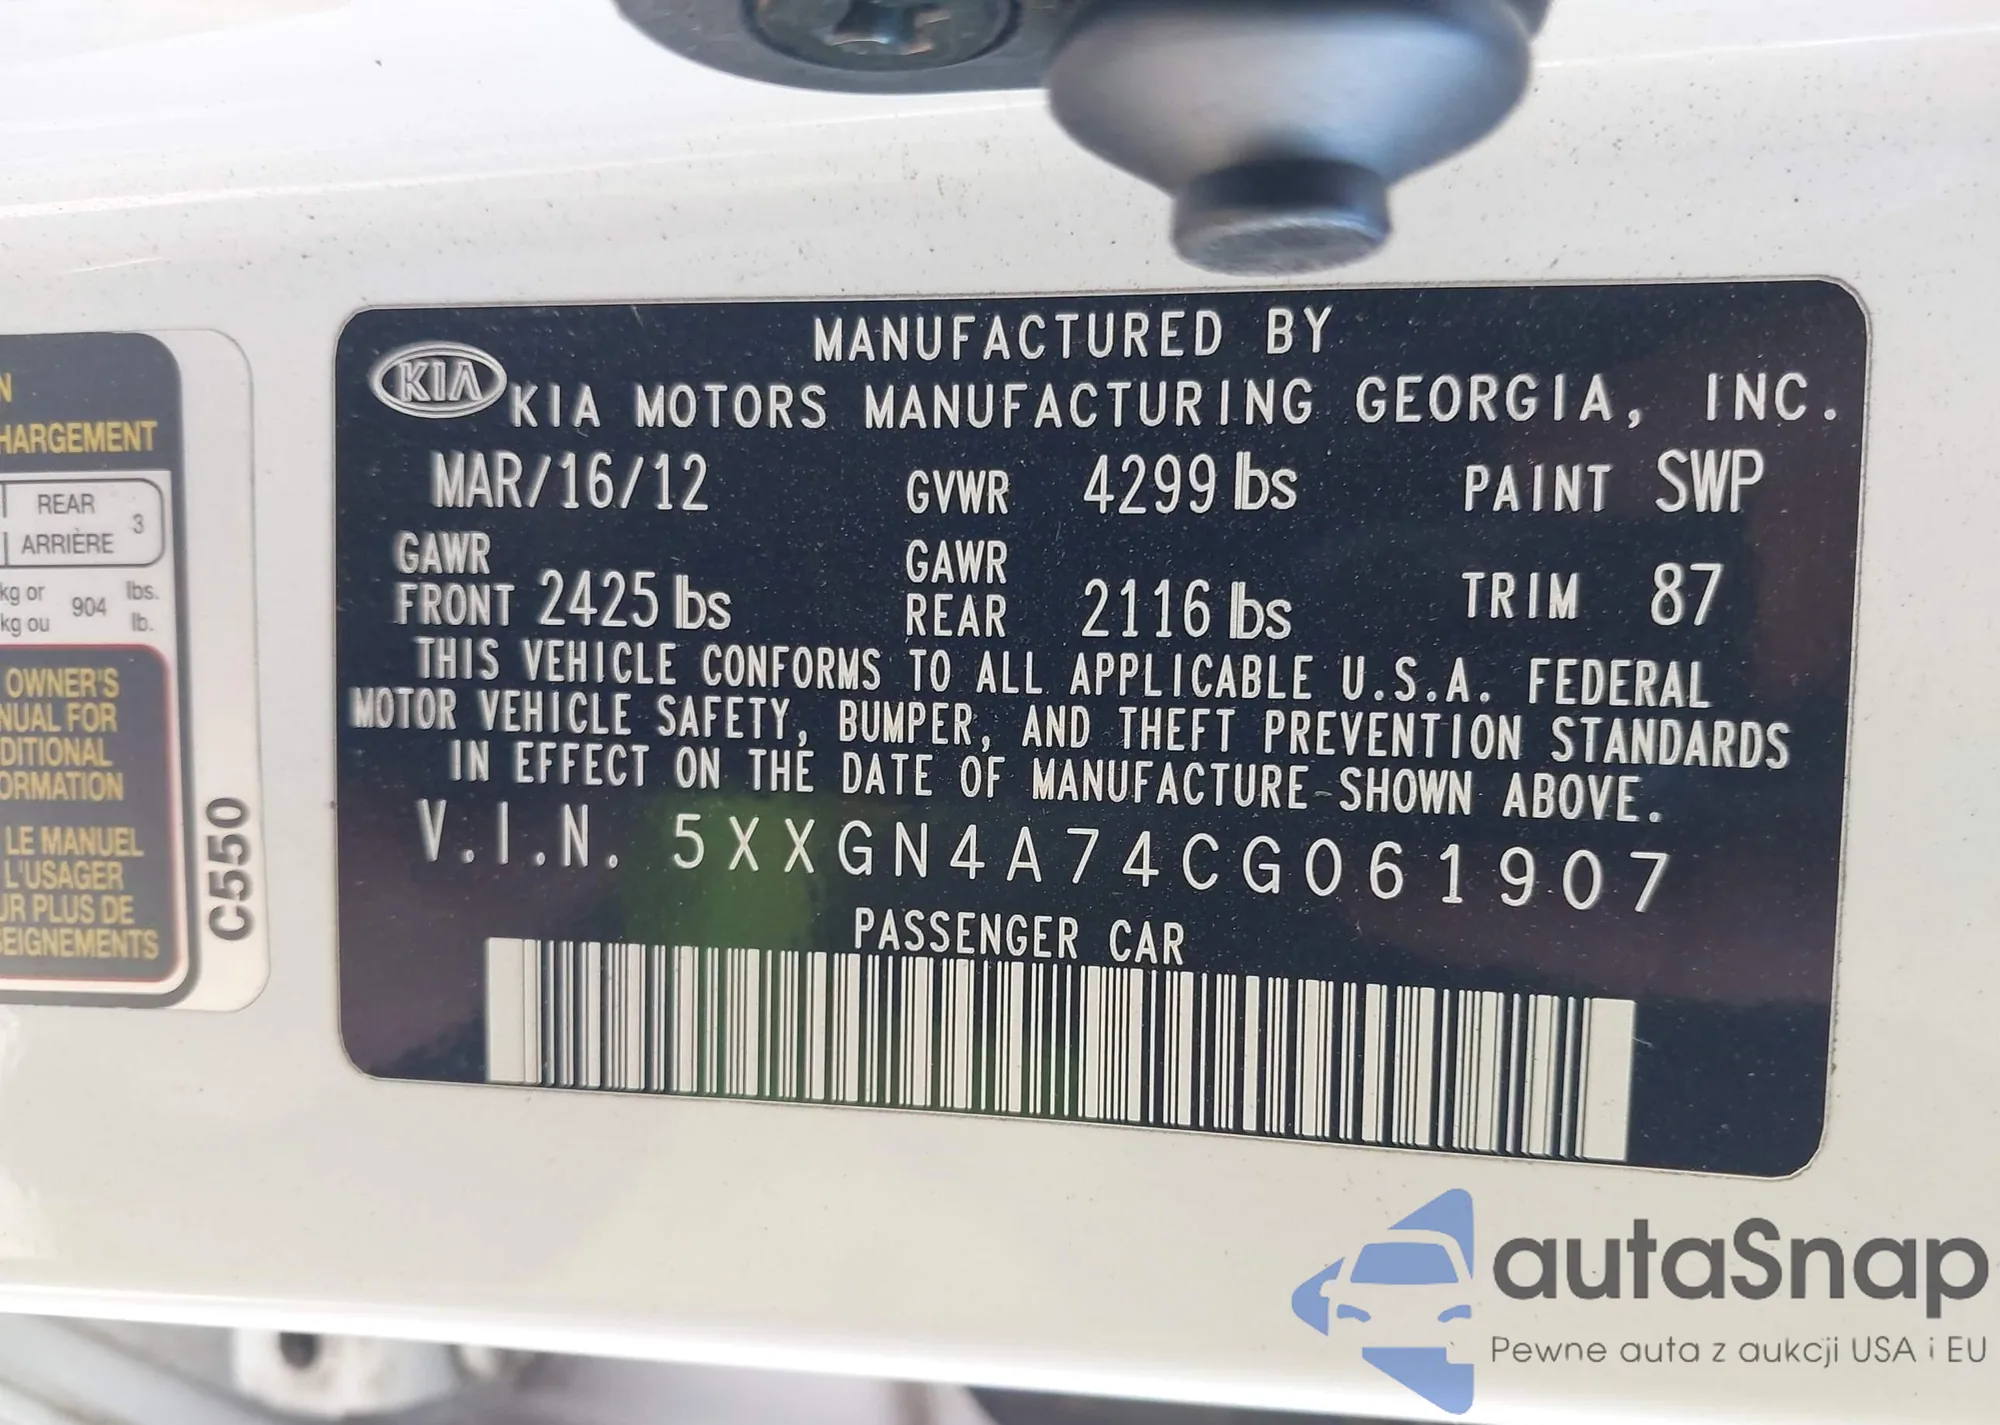 N
HARGEMENT
REAR
ARRIÈRE 3
kg or 904 lbs.
kg ou lb.
OWNER'S
NUAL FOR
DITIONAL
ORMATION
LE MANUEL
L'USAGER
UR PLUS DE
SEIGNEMENTS
C550
MANUFACTURED BY
KIA KIA MOTORS MANUFACTURING GEORGIA, INC.
MAR/16/12 GVWR 4299 lbs PAINT SWP
GAWR FRONT 2425 lbs GAWR REAR 2116 lbs TRIM 87
THIS VEHICLE CONFORMS TO ALL APPLICABLE U.S.A. FEDERAL
MOTOR VEHICLE SAFETY, BUMPER, AND THEFT PREVENTION STANDARDS
IN EFFECT ON THE DATE OF MANUFACTURE SHOWN ABOVE.
V.I.N. 5XXGN4A74CG061907
PASSENGER CAR
autaSnap
Pewne auta z aukcji USA i EU